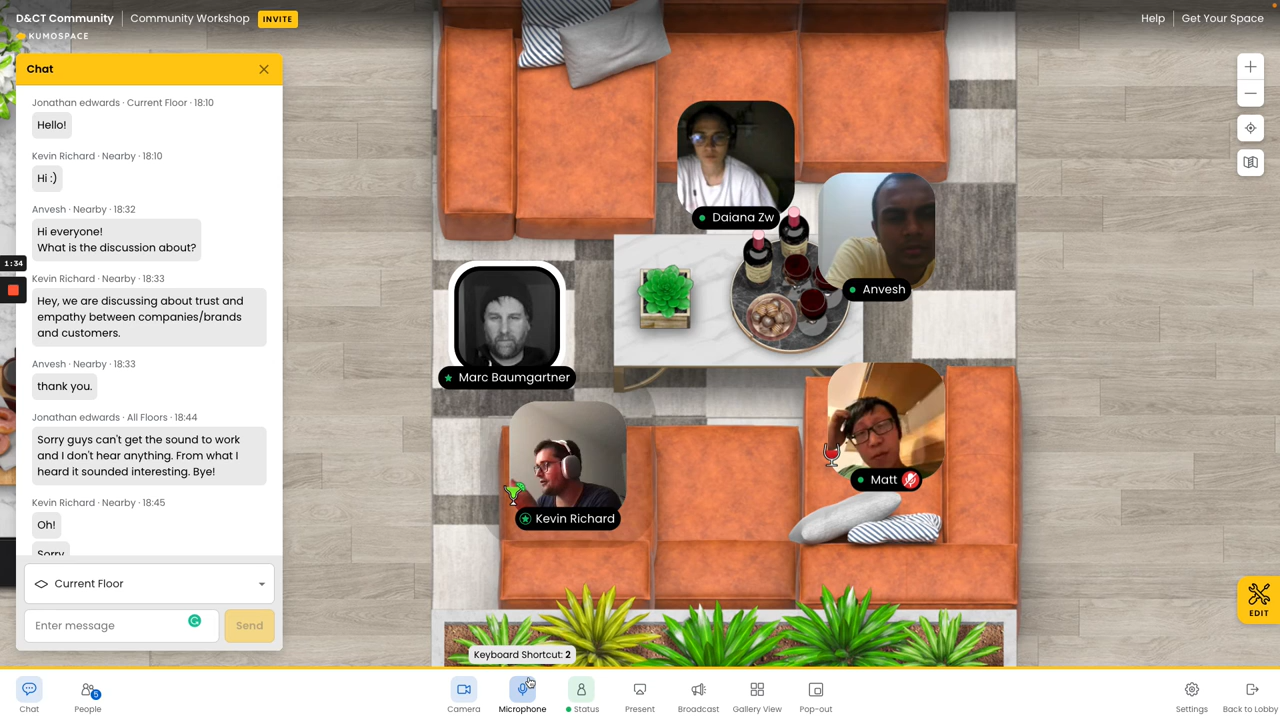 D&CT Community
Community Workshop
INVITE
KUMOSPACE
Help
Get Your Space
Chat
Jonathan edwards · Current Floor · 18:10
Hello!
Kevin Richard · Nearby · 18:10
Hi :)
Anvesh · Nearby · 18:32
Hi everyone!
What is the discussion about?
Kevin Richard · Nearby · 18:33
Hey, we are discussing about trust and
empathy between companies/brands
and customers.
Anvesh · Nearby · 18:33
thank you.
Jonathan edwards · All Floors · 18:44
Sorry guys can't get the sound to work
and I don't hear anything. From what I
heard it sounded interesting. Bye!
Kevin Richard · Nearby · 18:45
Oh!
Sorry
Current Floor
Enter message
Send
1:34
Daiana Zw
Anvesh
Marc Baumgartner
Matt
Kevin Richard
EDIT
Keyboard Shortcut: 2
Chat
5
People
Camera
Microphone
Status
Present
Broadcast
Gallery View
Pop-out
Settings
Back to Lobby